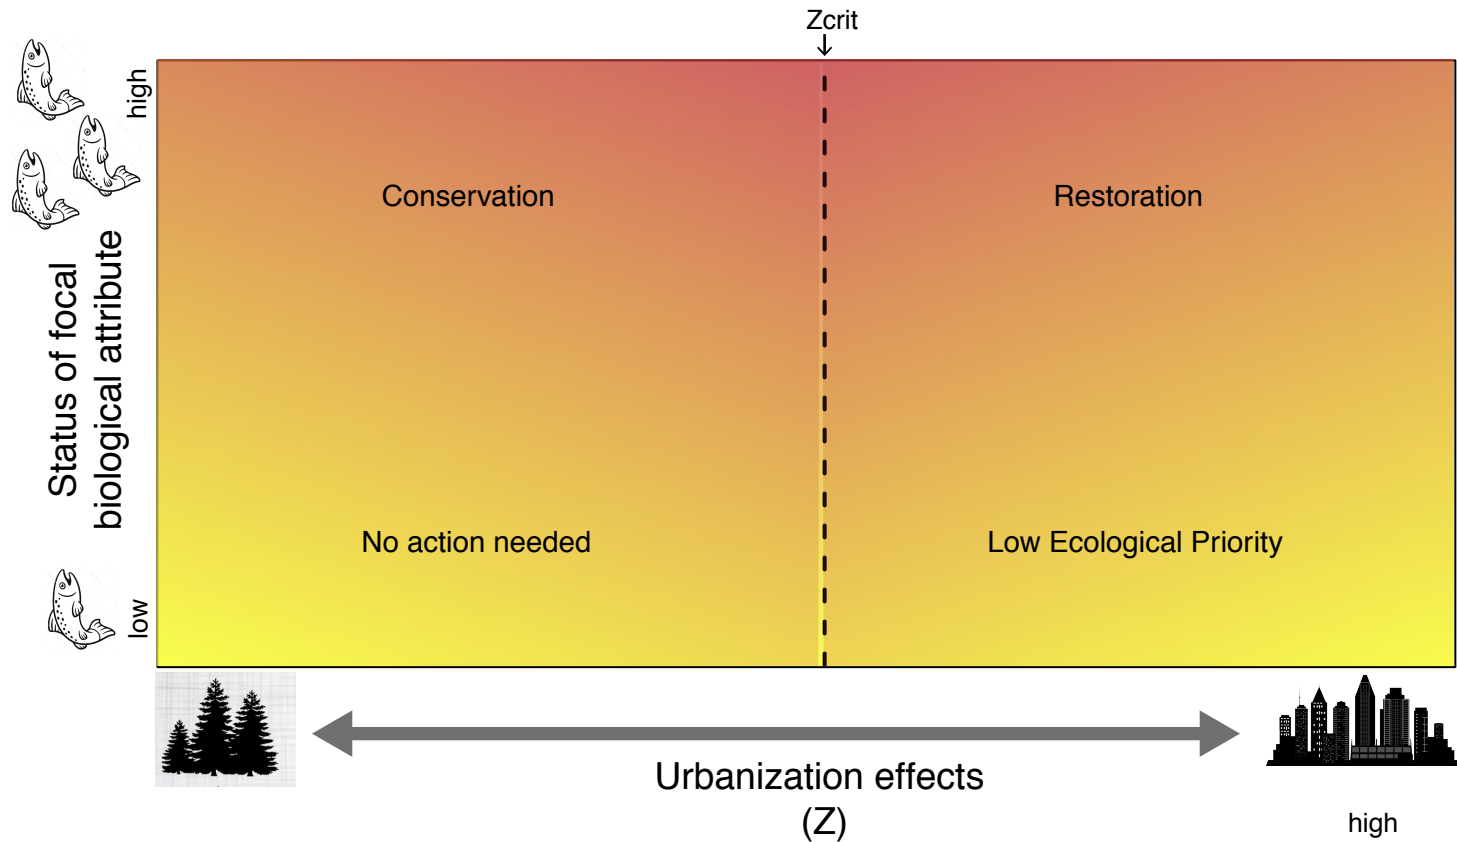 Zcrit
high
Conservation
Restoration
Status of focal
biological attribute
No action needed
Low Ecological Priority
low
Urbanization effects
(Z)
high